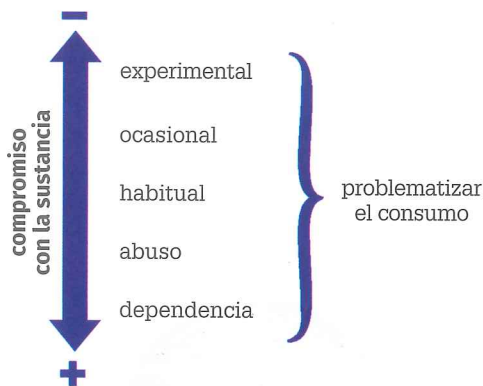 −
compromiso
con la sustancia
experimental
ocasional
habitual
abuso
dependencia
problematizar
el consumo
+